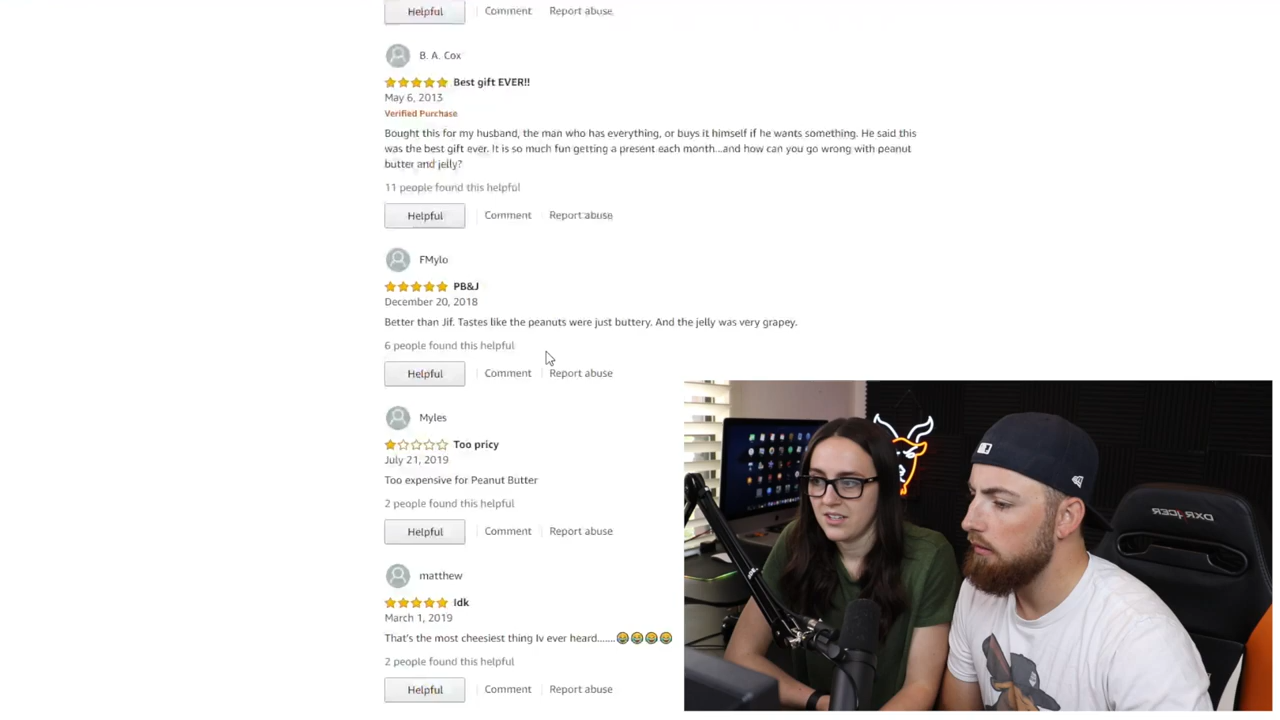 Helpful Comment Report abuse
B. A. Cox
Best gift EVER!!
May 6, 2013
Verified Purchase
Bought this for my husband, the man who has everything, or buys it himself if he wants something. He said this
was the best gift ever. It is so much fun getting a present each month...and how can you go wrong with peanut
butter and jelly?
11 people found this helpful
Helpful Comment Report abuse
FMylo
PB&J
December 20, 2018
Better than Jif. Tastes like the peanuts were just buttery. And the jelly was very grapey.
6 people found this helpful
Helpful Comment Report abuse
Myles
Too pricy
July 21, 2019
Too expensive for Peanut Butter
2 people found this helpful
Helpful Comment Report abuse
matthew
Idk
March 1, 2019
That's the most cheesiest thing Iv ever heard.......😂😂😂😂
2 people found this helpful
Helpful Comment Report abuse
DXRACER